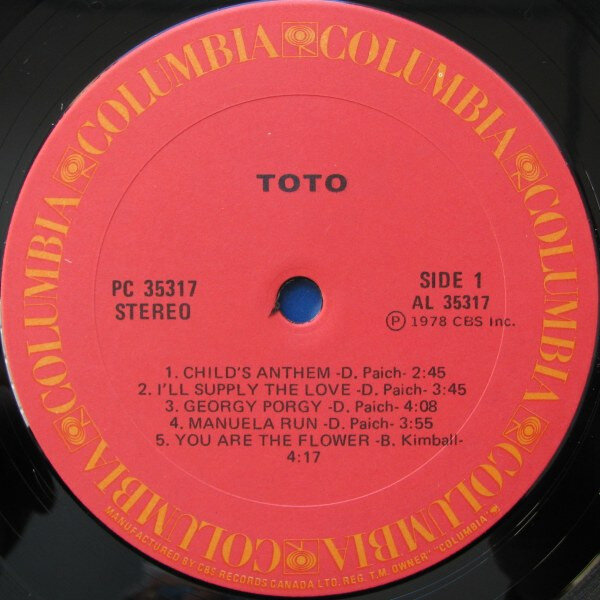 COLUMBIA COLUMBIA COLUMBIA COLUMBIA COLUMBIA COLUMBIA COLUMBIA COLUMBIA
TOTO
PC 35317
STEREO
SIDE 1
AL 35317
Ⓟ 1978 CBS Inc.
1. CHILD'S ANTHEM -D. Paich- 2:45
2. I'LL SUPPLY THE LOVE -D. Paich- 3:45
3. GEORGY PORGY -D. Paich- 4:08
4. MANUELA RUN -D. Paich- 3:55
5. YOU ARE THE FLOWER -B. Kimball-
4:17
MANUFACTURED BY CBS RECORDS CANADA LTD. REG. T.M. OWNER "COLUMBIA"